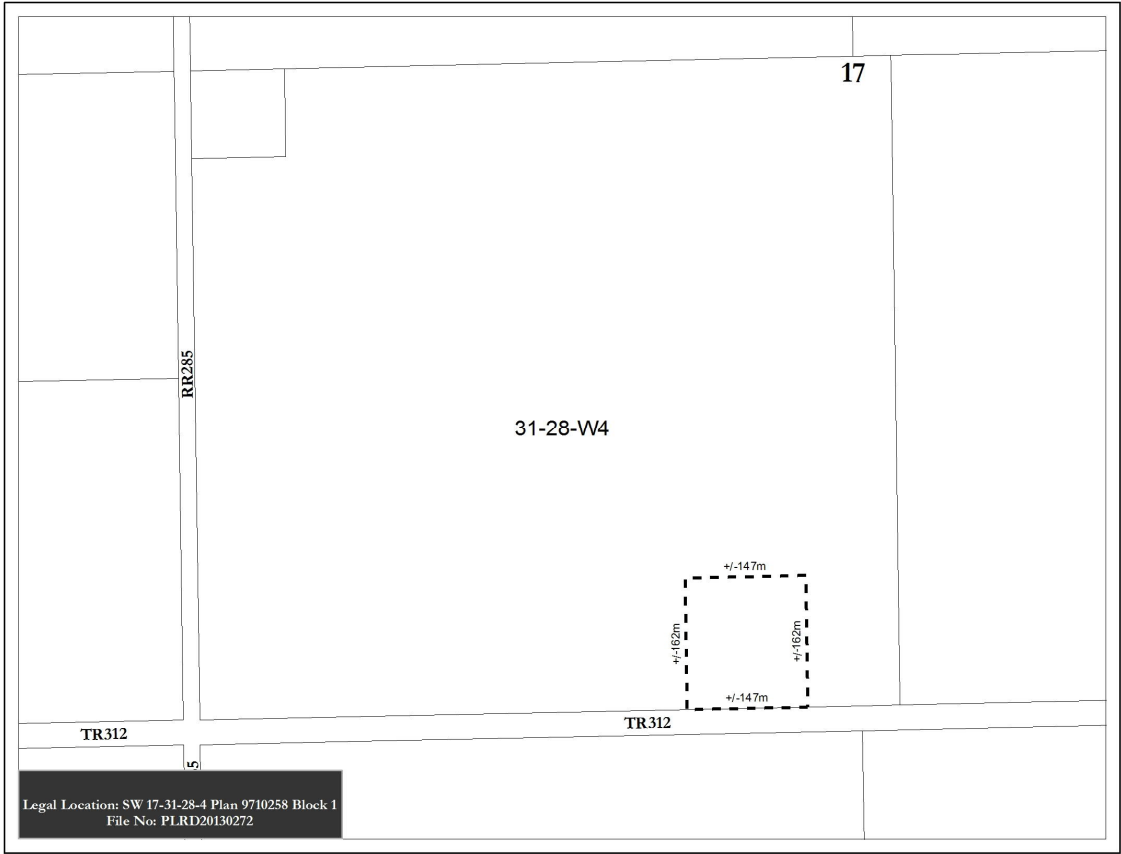 17
RR285
31-28-W4
+/-147m
+/-162m
+/-162m
+/-147m
TR312
TR312
5
Legal Location: SW 17-31-28-4 Plan 9710258 Block 1
File No: PLRD20130272